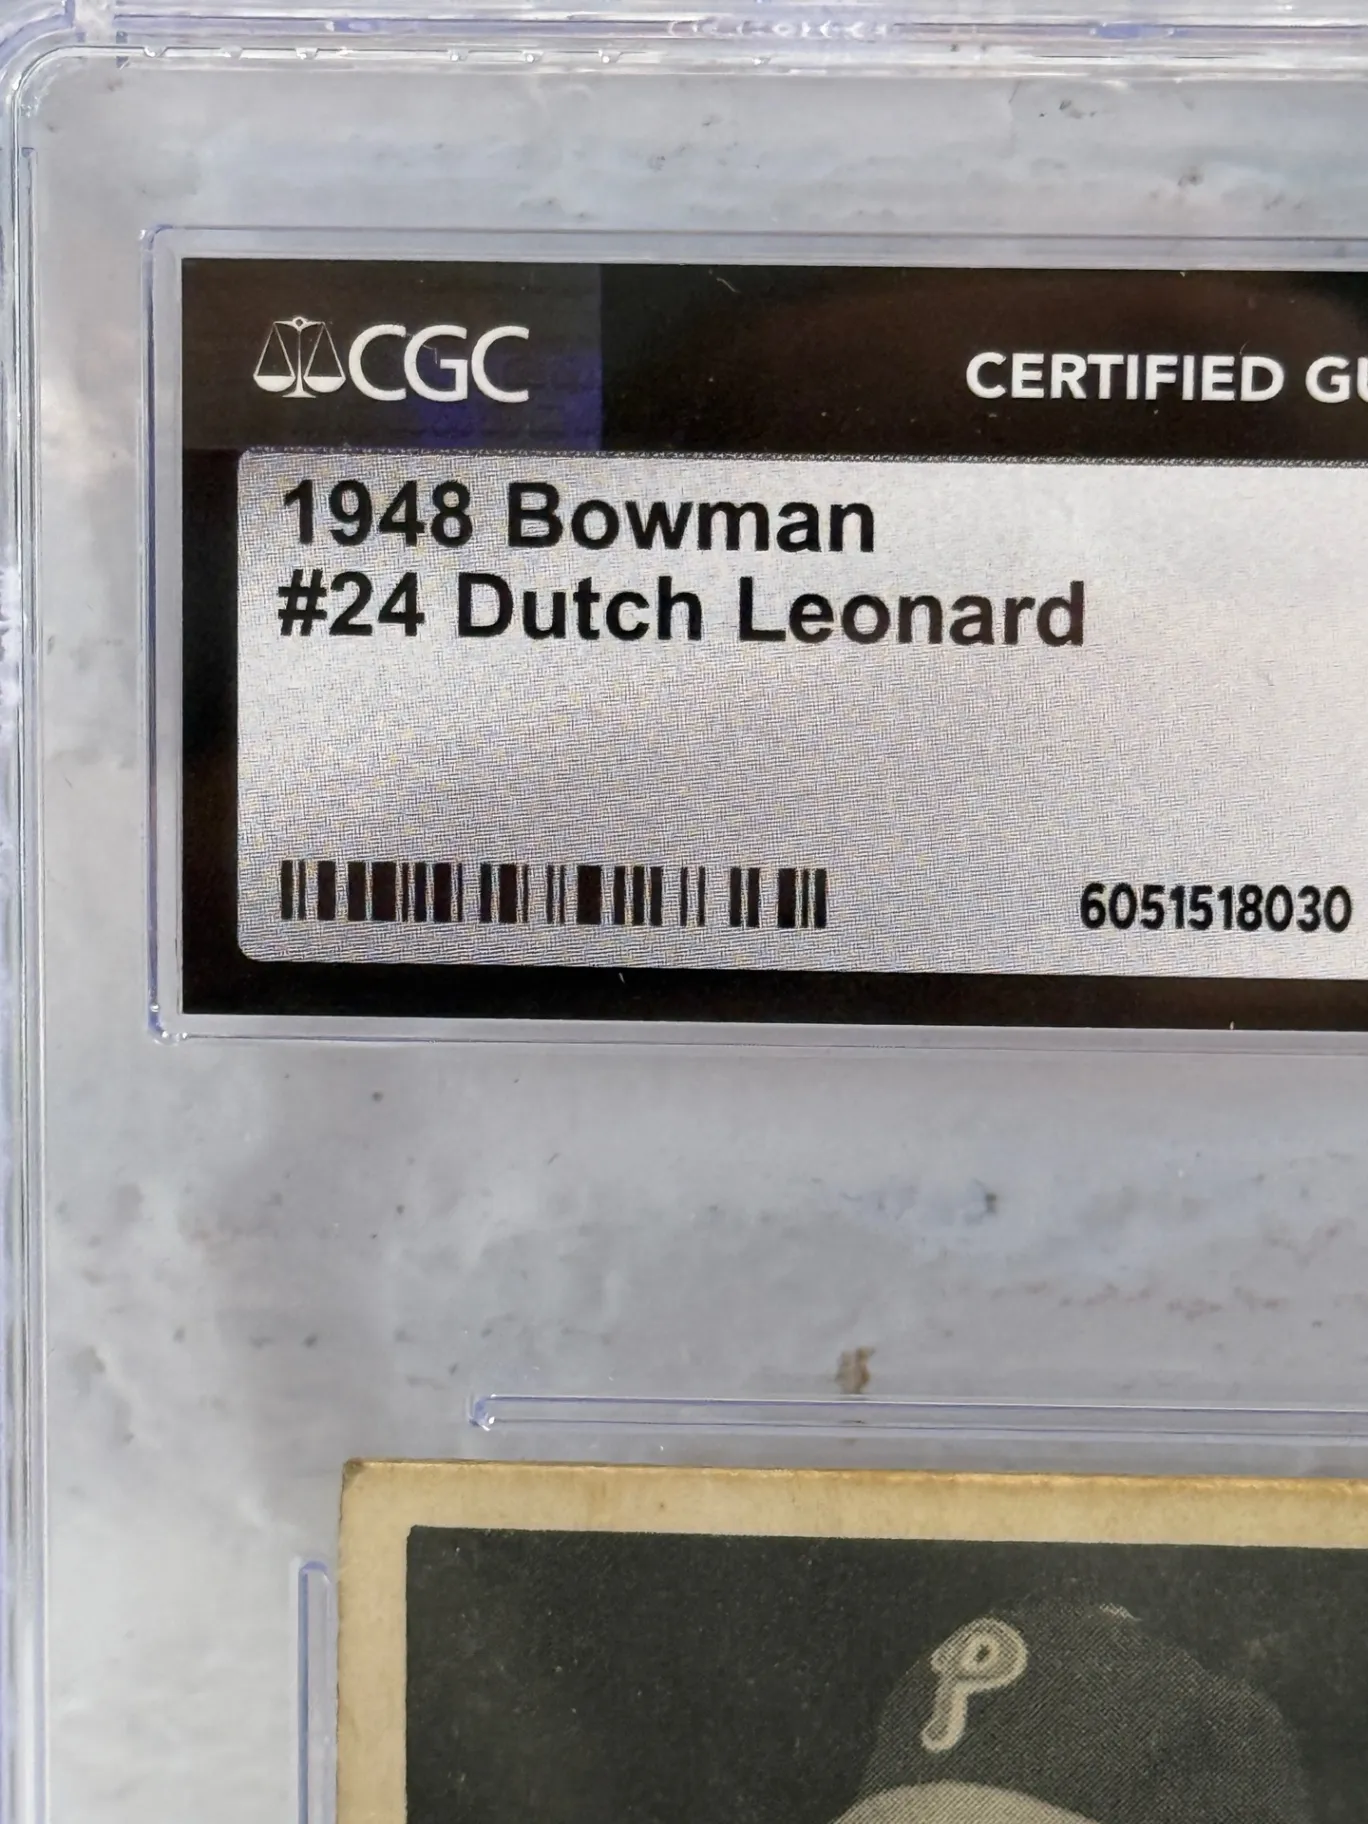 CGC
CERTIFIED GU
1948 Bowman
#24 Dutch Leonard
6051518030
P